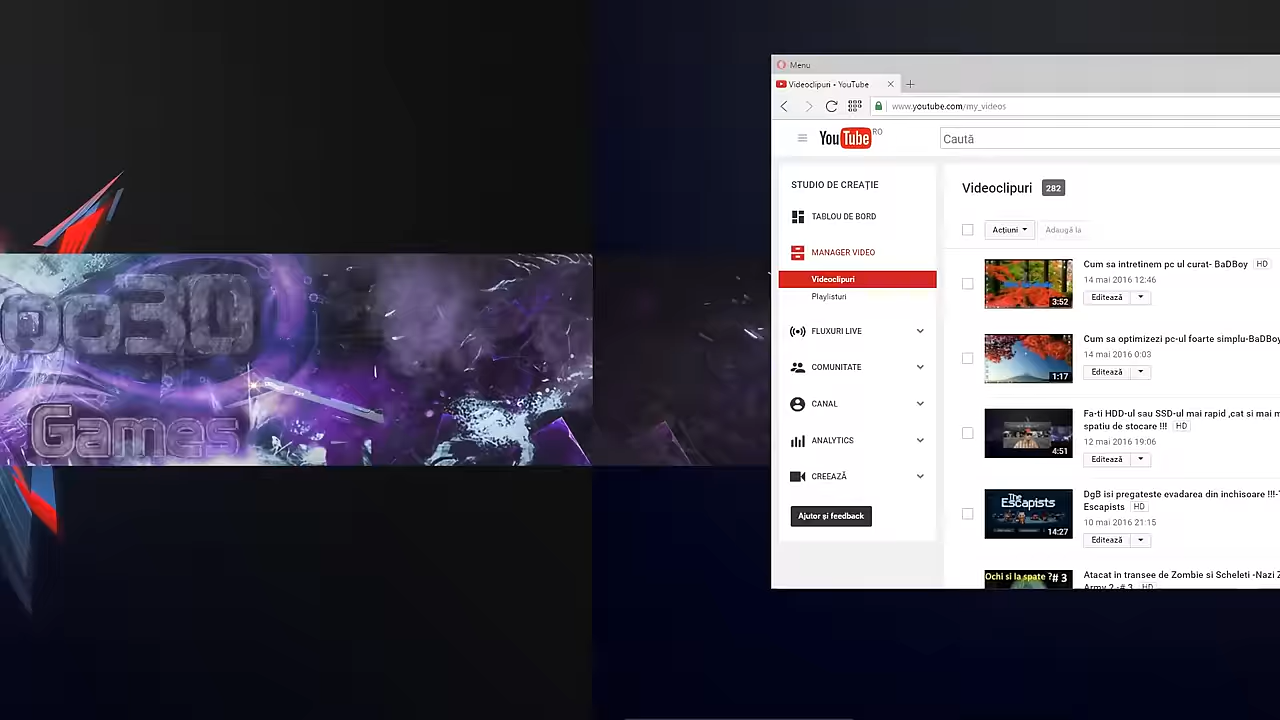 Games
Menu
Videoclipuri - YouTube
www.youtube.com/my_videos
YouTube RO
Caută
STUDIO DE CREAȚIE
TABLOU DE BORD
MANAGER VIDEO
Videoclipuri
Playlisturi
FLUXURI LIVE
COMUNITATE
CANAL
ANALYTICS
CREEAZĂ
Ajutor și feedback
Videoclipuri 282
Acțiuni
Adaugă la
Cum sa intretinem pc ul curat- BaDBoy HD
14 mai 2016 12:46
3:52
Editează
Cum sa optimizezi pc-ul foarte simplu-BaDBoy
14 mai 2016 0:03
1:17
Editează
Fa-ti HDD-ul sau SSD-ul mai rapid ,cat si mai
spatiu de stocare !!! HD
12 mai 2016 19:06
4:51
Editează
DgB isi pregateste evadarea din inchisoare !!!-
Escapists HD
The
Escapists
10 mai 2016 21:15
14:27
Editează
Ochi si la spate ?# 3
Atacat in transee de Zombie si Scheleti -Nazi
Army 2 -# 3 HD